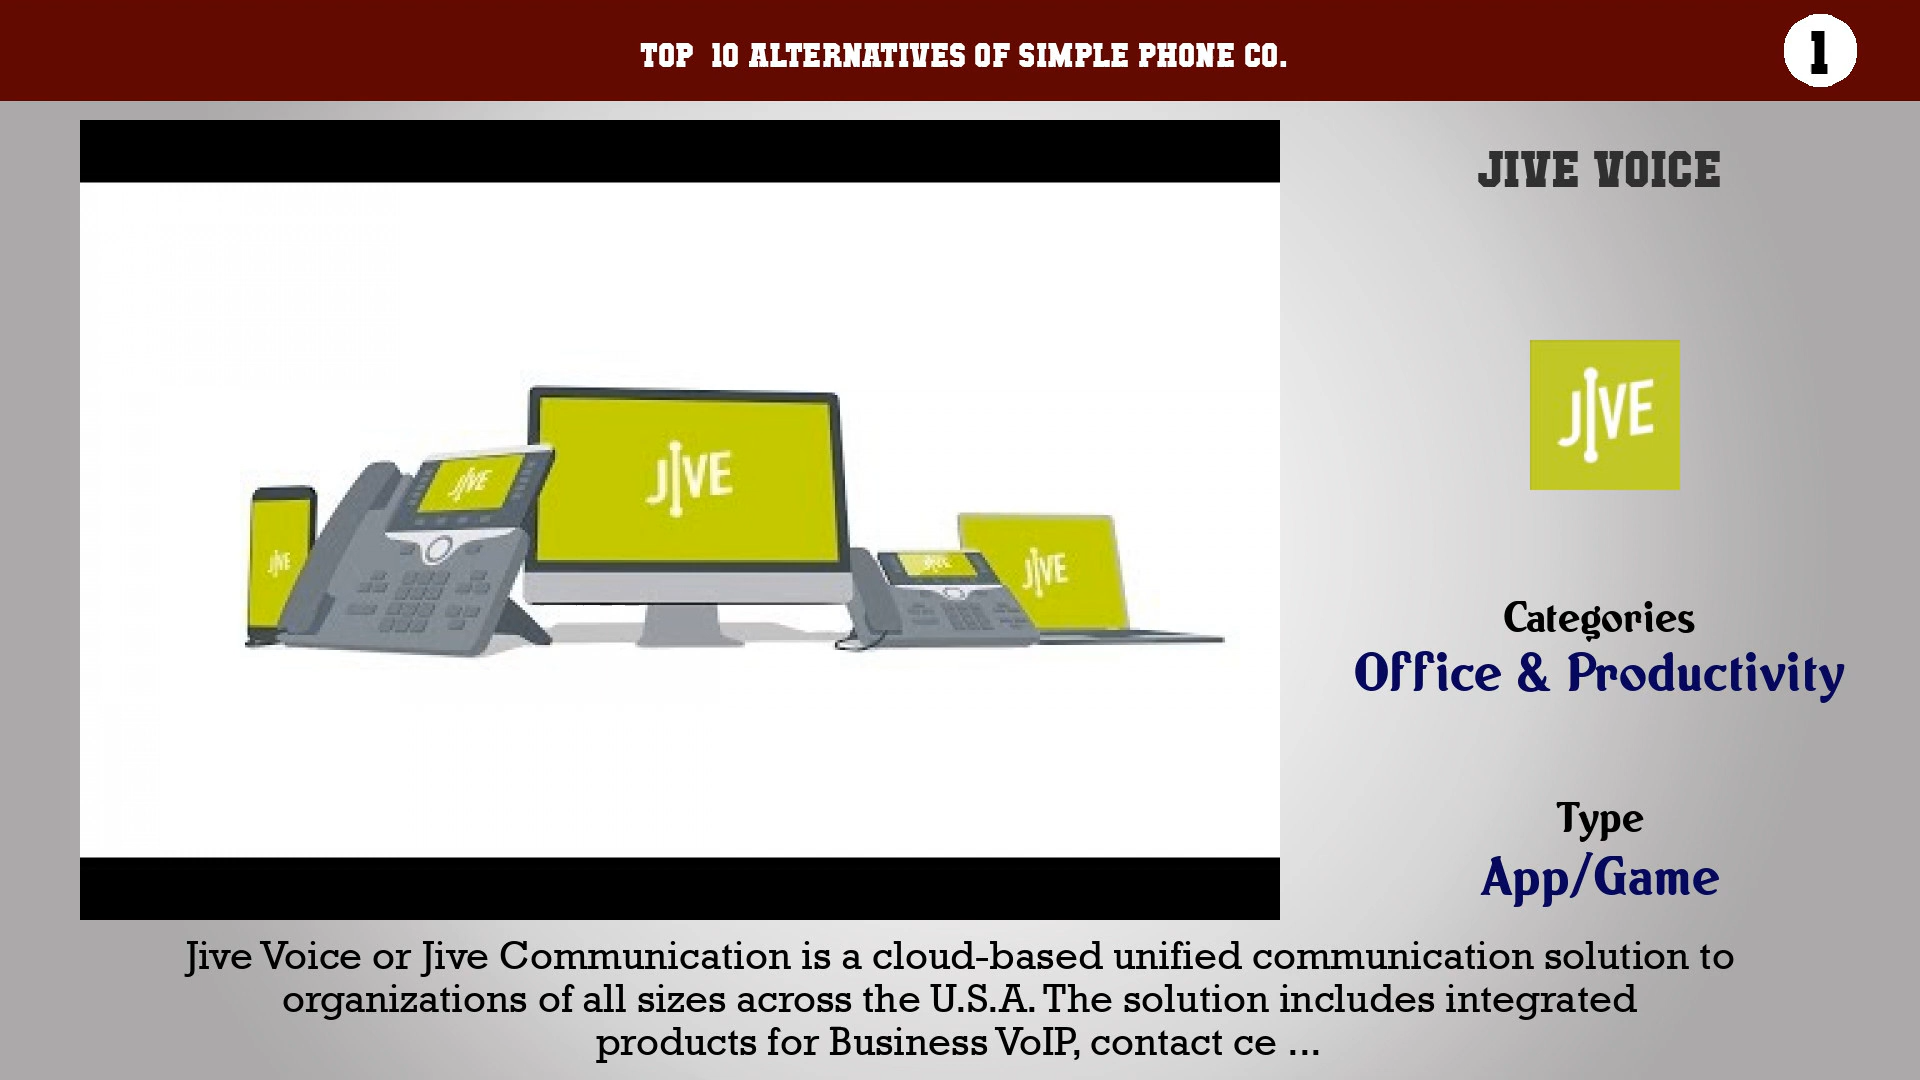 TOP 10 ALTERNATIVES OF SIMPLE PHONE CO.
1
JIVE VOICE
JIVE
JIVE
JIVE
JIVE
JIVE
JIVE
Categories
Office & Productivity
Type
App/Game
Jive Voice or Jive Communication is a cloud-based unified communication solution to
organizations of all sizes across the U.S.A. The solution includes integrated
products for Business VoIP, contact ce ...